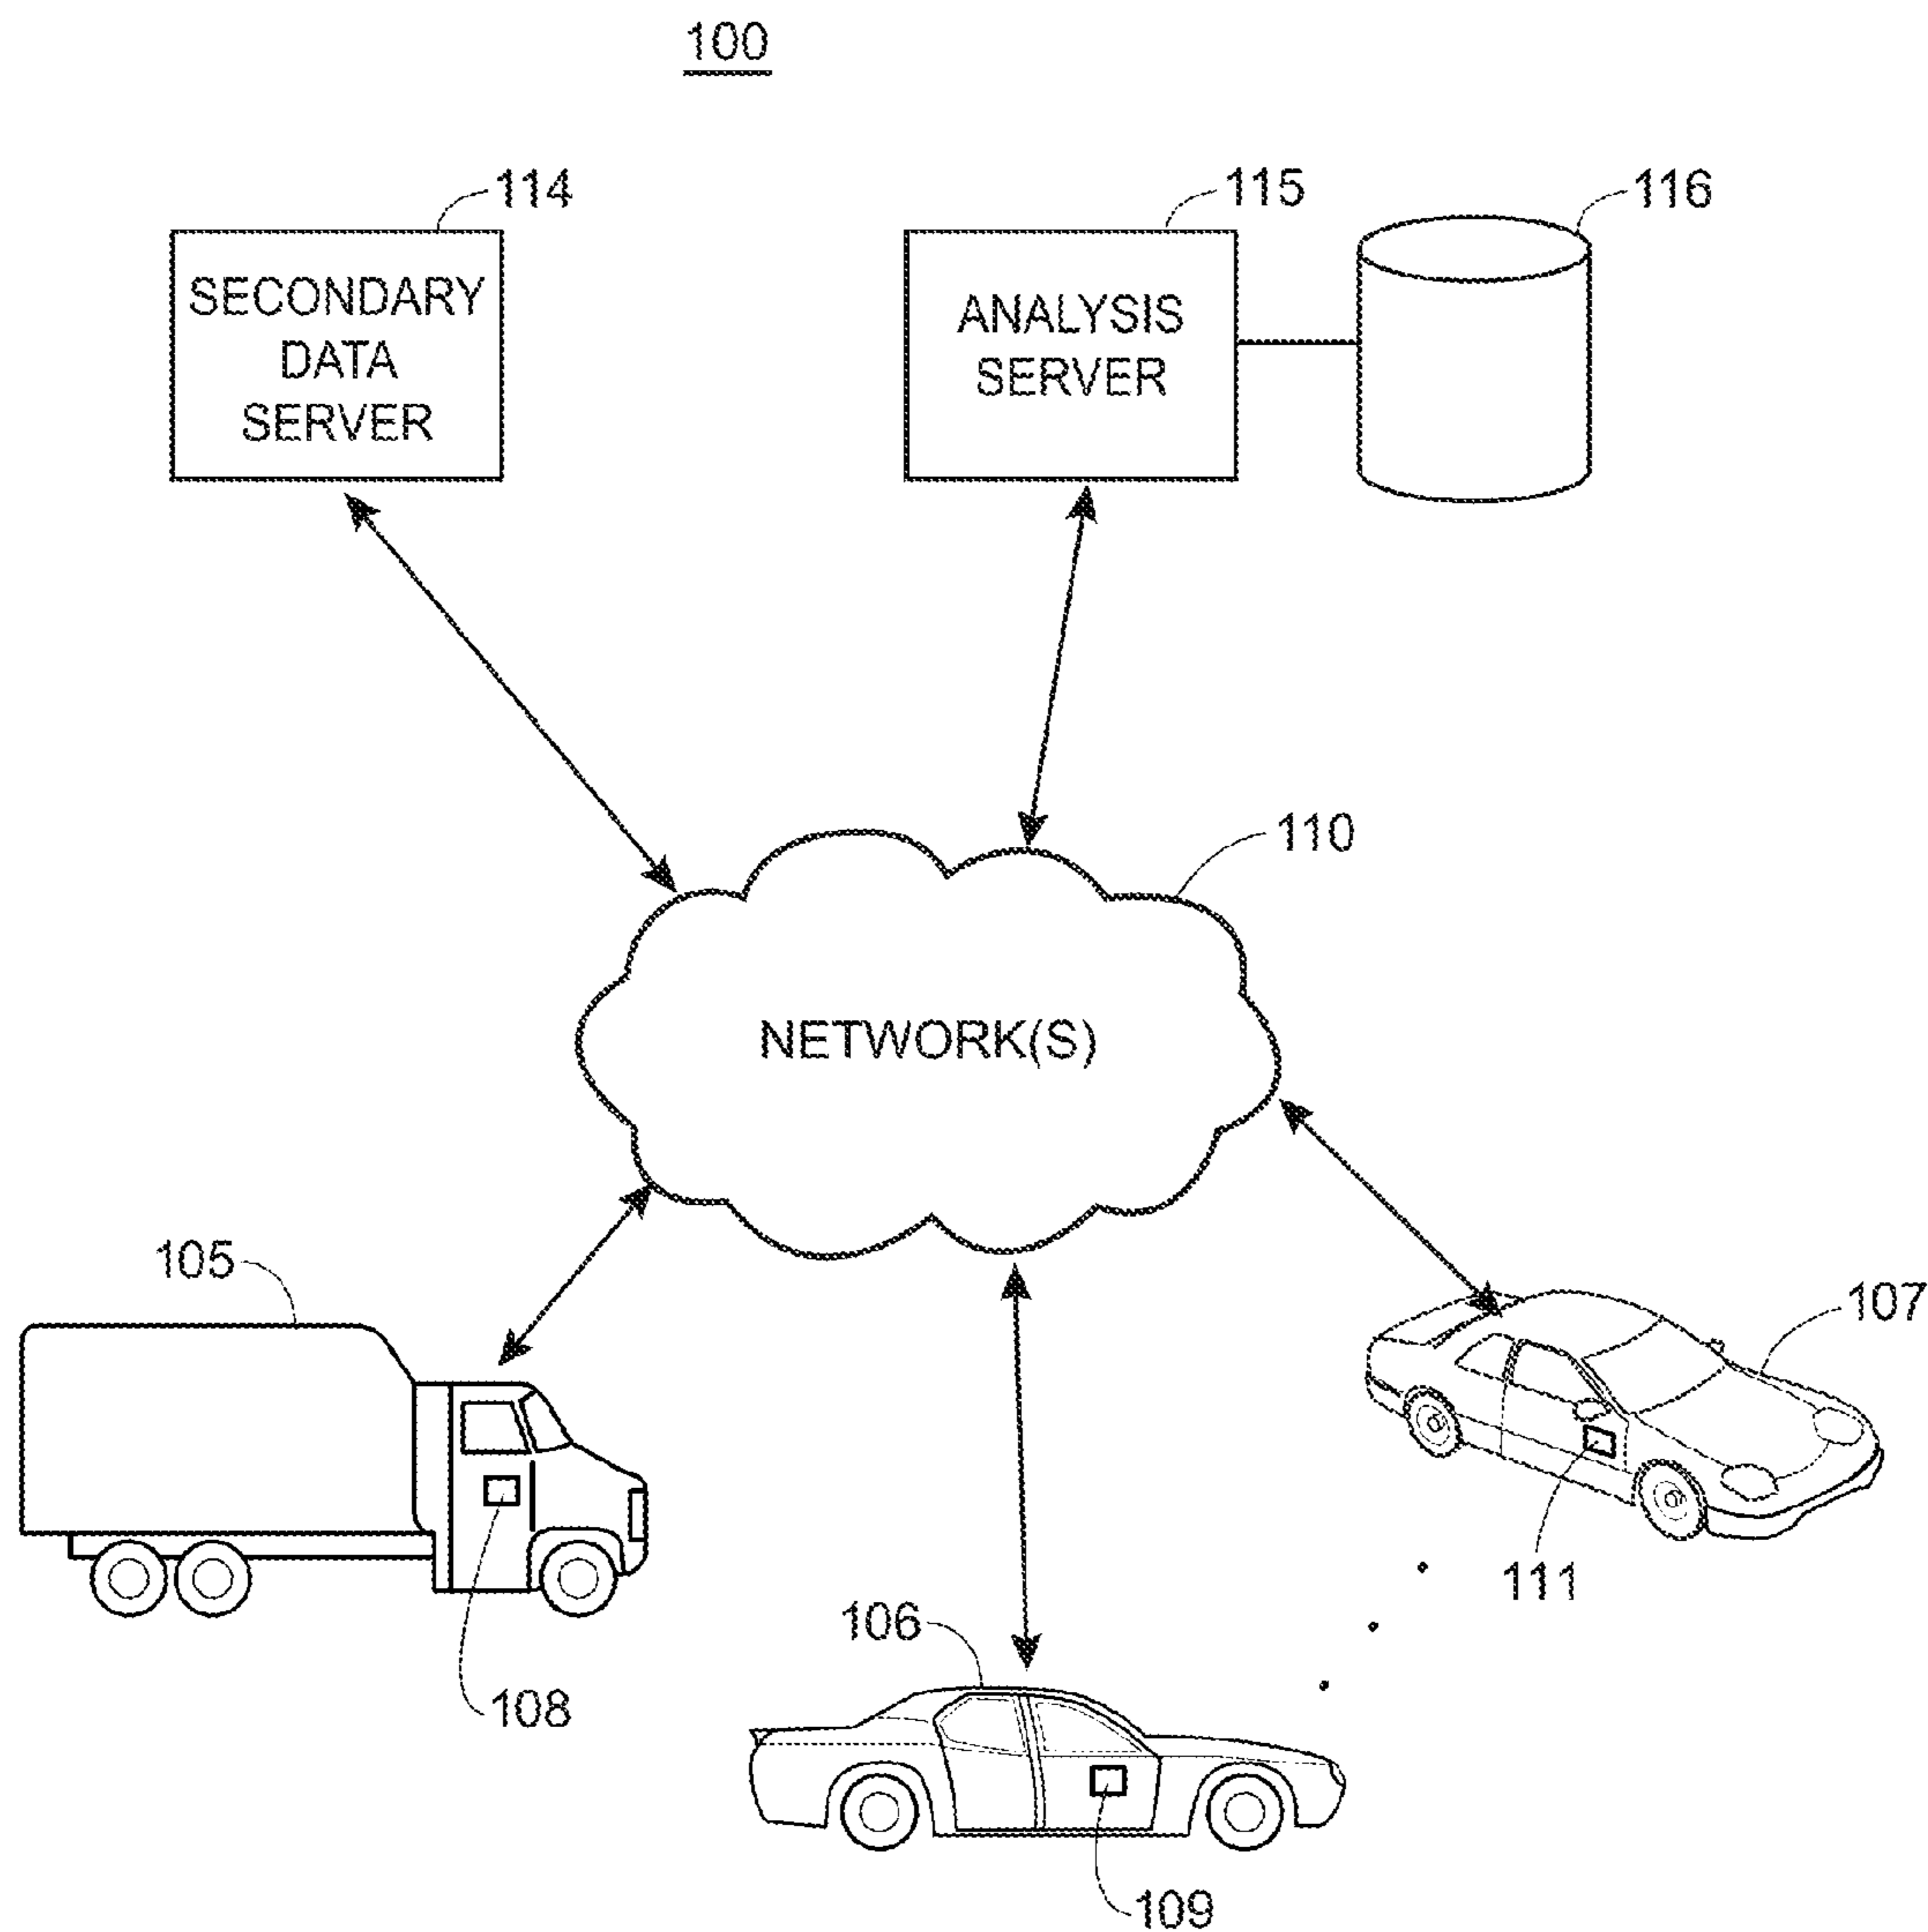 100
114
115
116
SECONDARY
DATA
SERVER
ANALYSIS
SERVER
110
NETWORK(S)
105
107
111
106
108
109